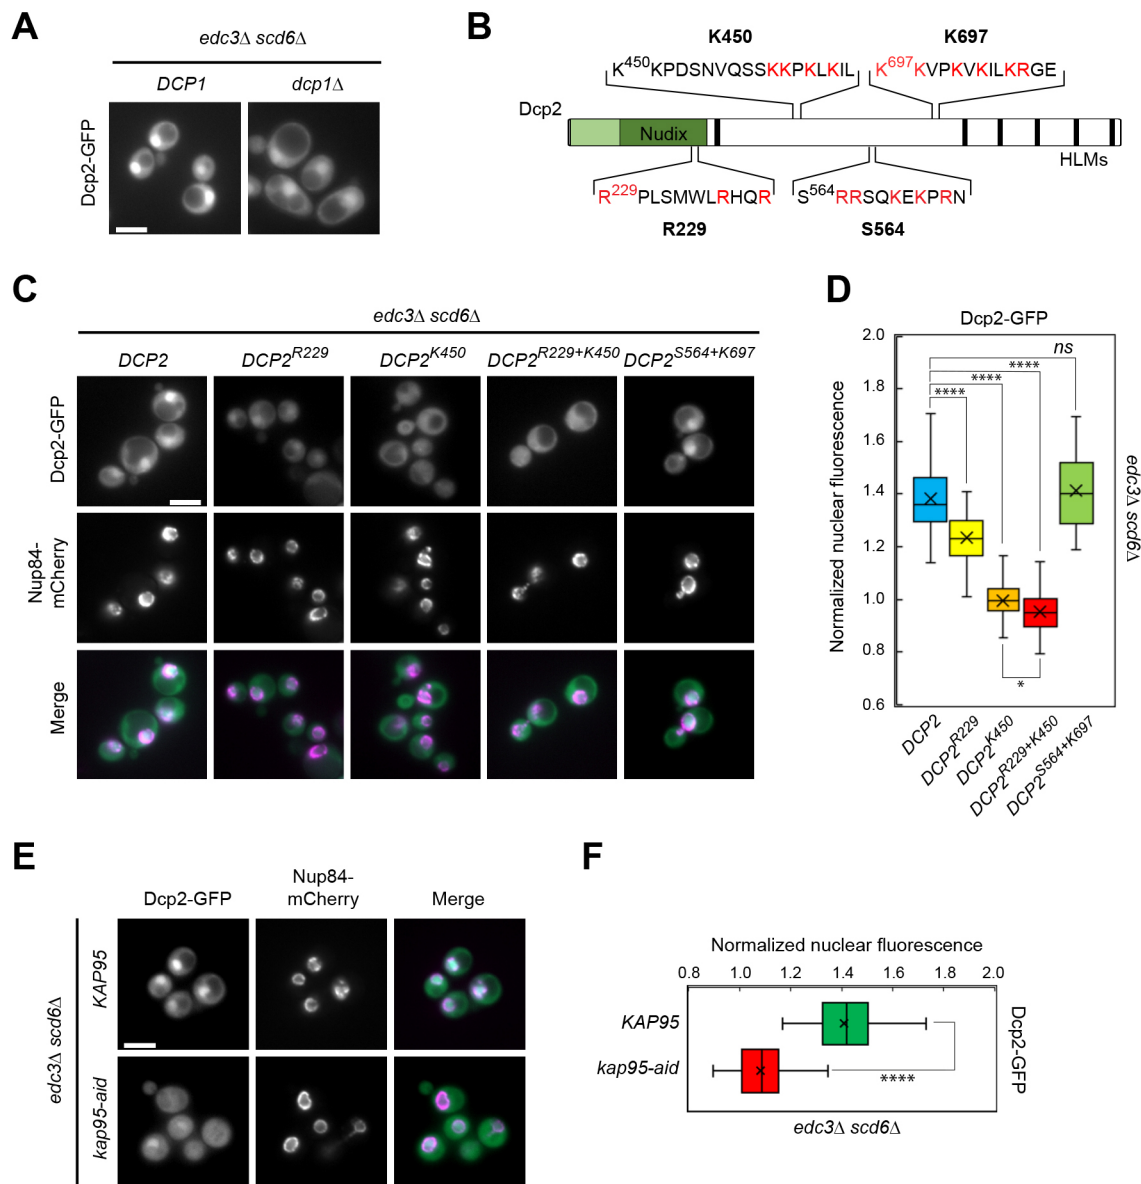 A
edc3Δ scd6Δ
DCP1
dcp1Δ
Dcp2-GFP
B
K450
K697
K450KPDSNVQSSKKPKLKIL
K697KVPKVKILKRGE
Dcp2
Nudix
HLMs
R229PLSMWLRHQR
S564RRSQKEKPRN
R229
S564
C
edc3Δ scd6Δ
DCP2
DCP2R229
DCP2K450
DCP2R229+K450
DCP2S564+K697
Dcp2-GFP
Nup84-
mCherry
Merge
D
Dcp2-GFP
Normalized nuclear fluorescence
2.0
1.8
1.6
1.4
1.2
1.0
0.8
0.6
ns
****
****
****
*
edc3Δ scd6Δ
DCP2
DCP2R229
DCP2K450
DCP2R229+K450
DCP2S564+K697
E
Dcp2-GFP
Nup84-
mCherry
Merge
edc3Δ scd6Δ
KAP95
kap95-aid
F
Normalized nuclear fluorescence
0.8 1.0 1.2 1.4 1.6 1.8 2.0
KAP95
kap95-aid
****
Dcp2-GFP
edc3Δ scd6Δ